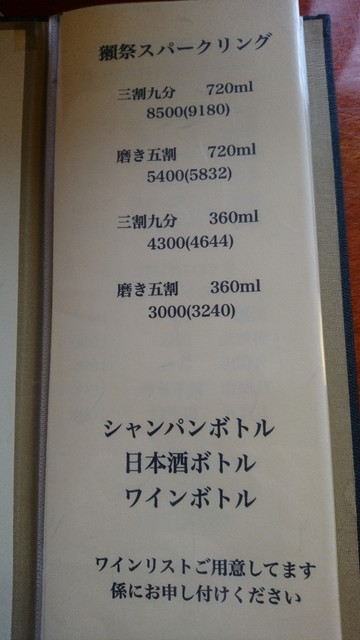 獺祭スパークリング
三割九分 720ml
8500(9180)
磨き五割 720ml
5400(5832)
三割九分 360ml
4300(4644)
磨き五割 360ml
3000(3240)
シャンパンボトル
日本酒ボトル
ワインボトル
ワインリストご用意してます
係にお申し付けください